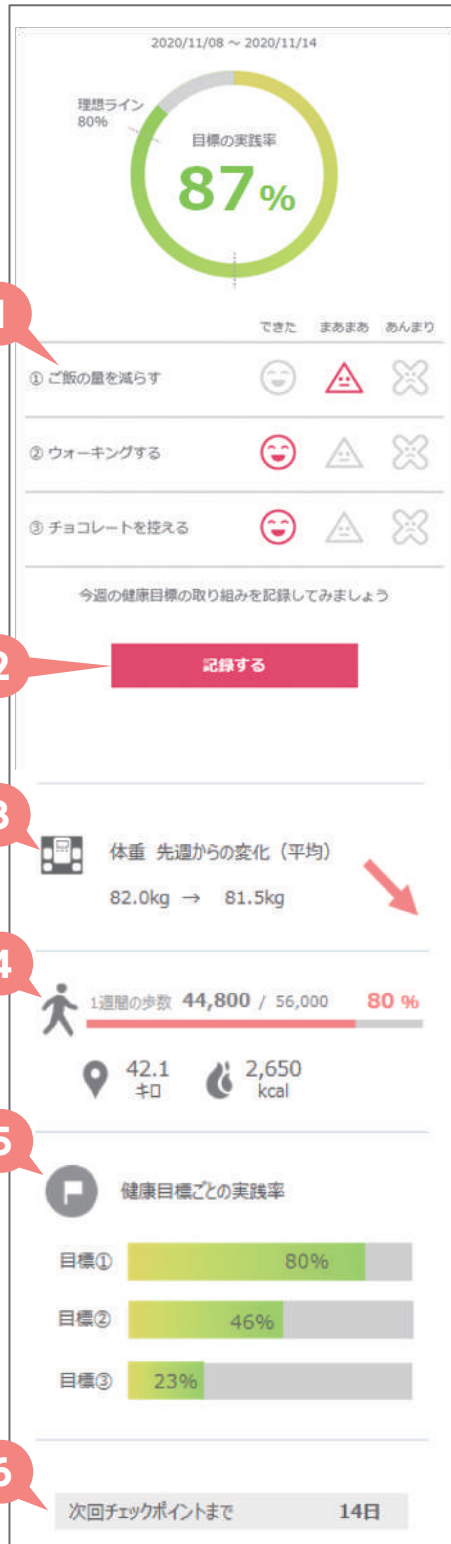 2020/11/08 ～ 2020/11/14
理想ライン
80%
目標の実践率
87%
1
できた まあまあ あんまり
① ご飯の量を減らす
② ウォーキングする
③ チョコレートを控える
今週の健康目標の取り組みを記録してみましょう
2
記録する
3
体重 先週からの変化（平均）
82.0kg → 81.5kg
4
1週間の歩数 44,800 / 56,000 80 %
42.1 2,650
キロ kcal
5
健康目標ごとの実践率
目標① 80%
目標② 46%
目標③ 23%
6
次回チェックポイントまで 14日